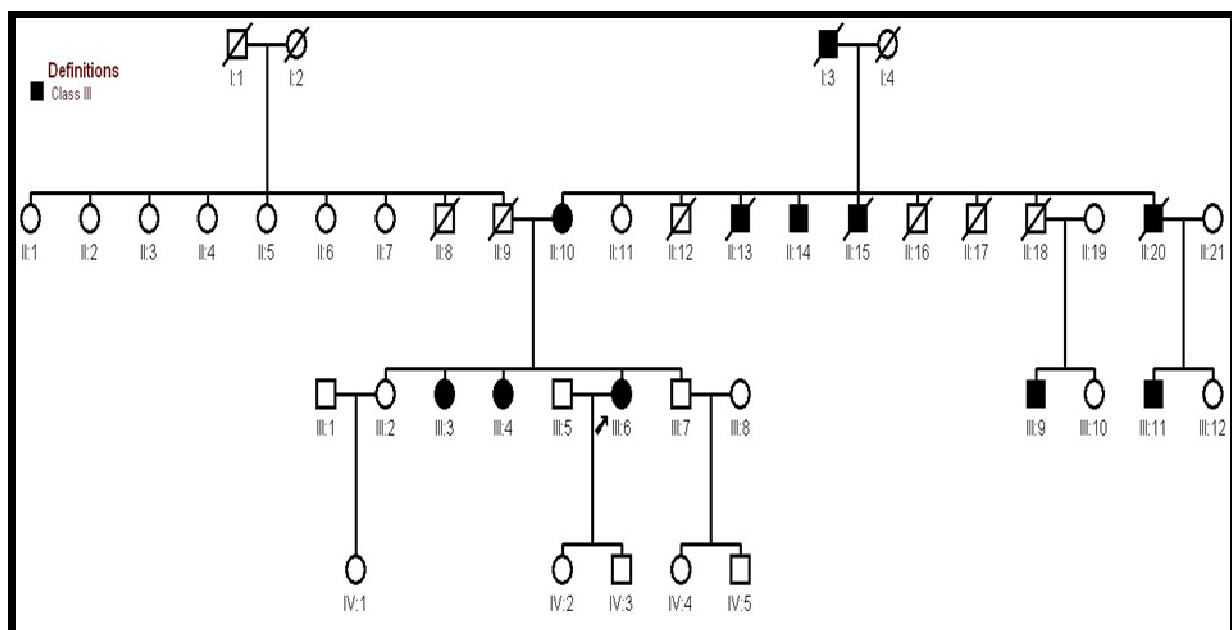 I:1 I:2 I:3 I:4
Definitions
Class III
II:1 II:2 II:3 II:4 II:5 II:6 II:7 II:8 II:9 II:10 II:11 II:12 II:13 II:14 II:15 II:16 II:17 II:18 II:19 II:20 II:21
III:1 III:2 III:3 III:4 III:5 III:6 III:7 III:8 III:9 III:10 III:11 III:12
IV:1 IV:2 IV:3 IV:4 IV:5